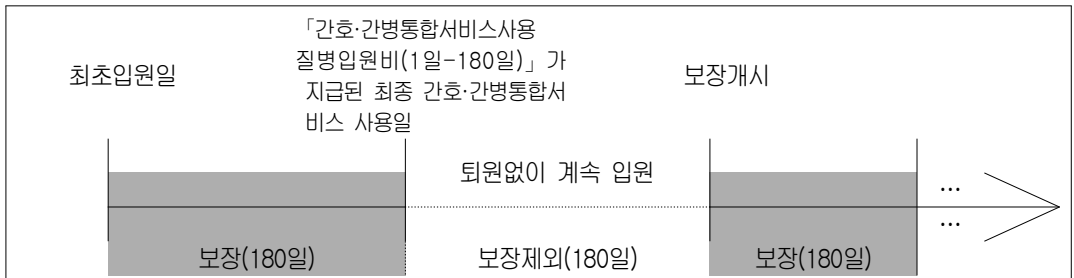 「간호·간병통합서비스사용
질병입원비(1일-180일)」가
지급된 최종 간호·간병통합서
비스 사용일
최초입원일
보장개시
퇴원없이 계속 입원
...
...
보장(180일)
보장제외(180일)
보장(180일)